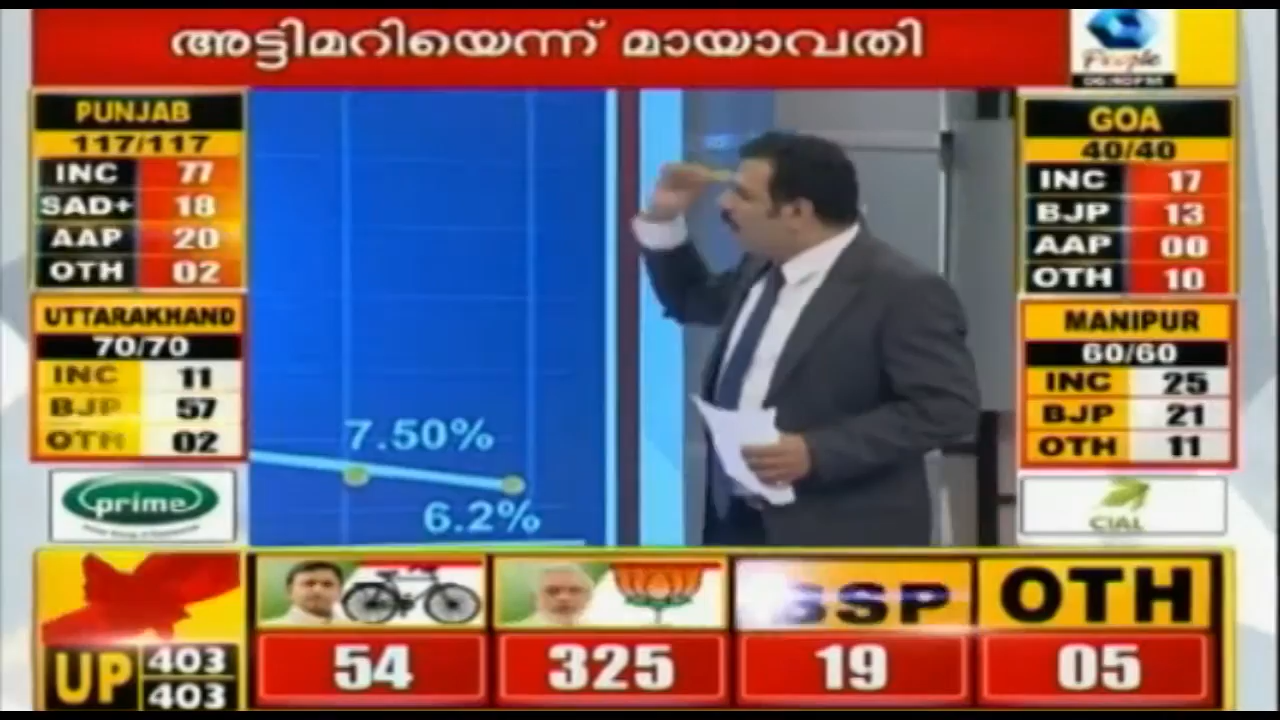 അട്ടിമറിയെന്ന് മായാവതി
People
06:40PM
PUNJAB
117/117
INC 77
SAD+ 18
AAP 20
OTH 02
UTTARAKHAND
70/70
INC 11
BJP 57
OTH 02
prime
7.50%
6.2%
GOA
40/40
INC 17
BJP 13
AAP 00
OTH 10
MANIPUR
60/60
INC 25
BJP 21
OTH 11
CIAL
BSP OTH
UP 403
403
54 325 19 05